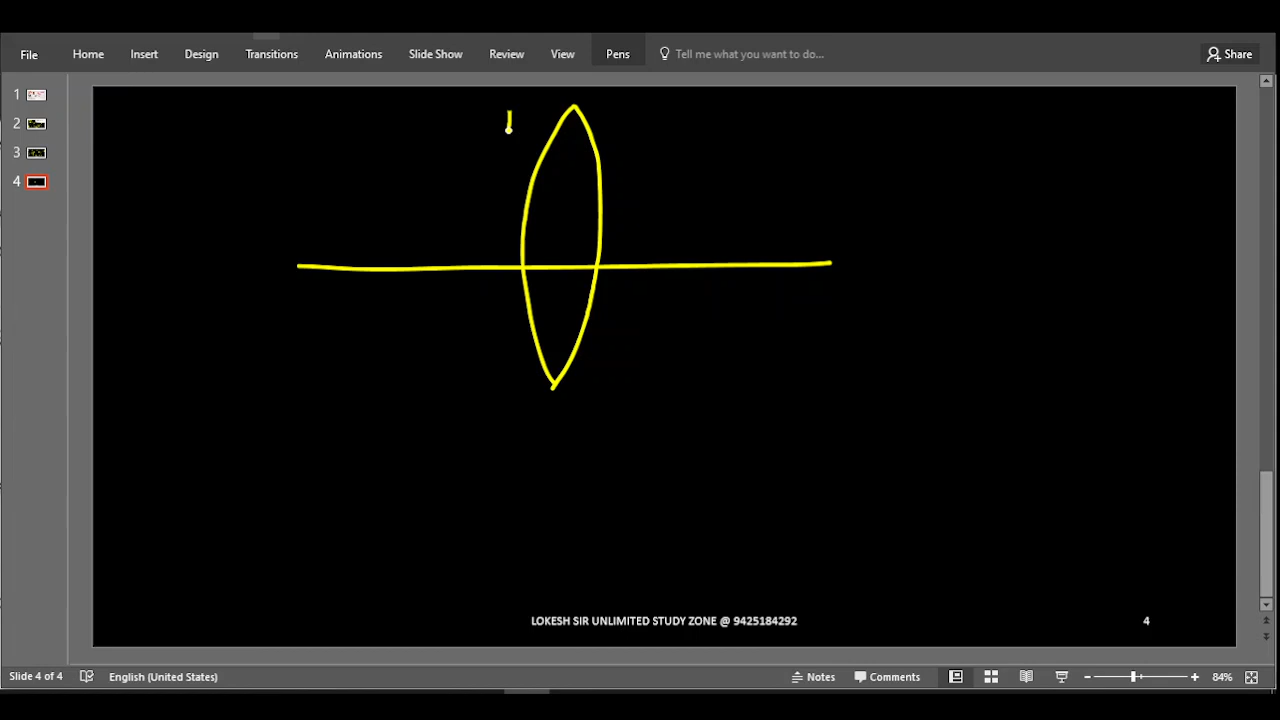 File Home Insert Design Transitions Animations Slide Show Review View Pens Tell me what you want to do... Share
1
2
3
4
LOKESH SIR UNLIMITED STUDY ZONE @ 9425184292 4
Slide 4 of 4 English (United States) Notes Comments 84%